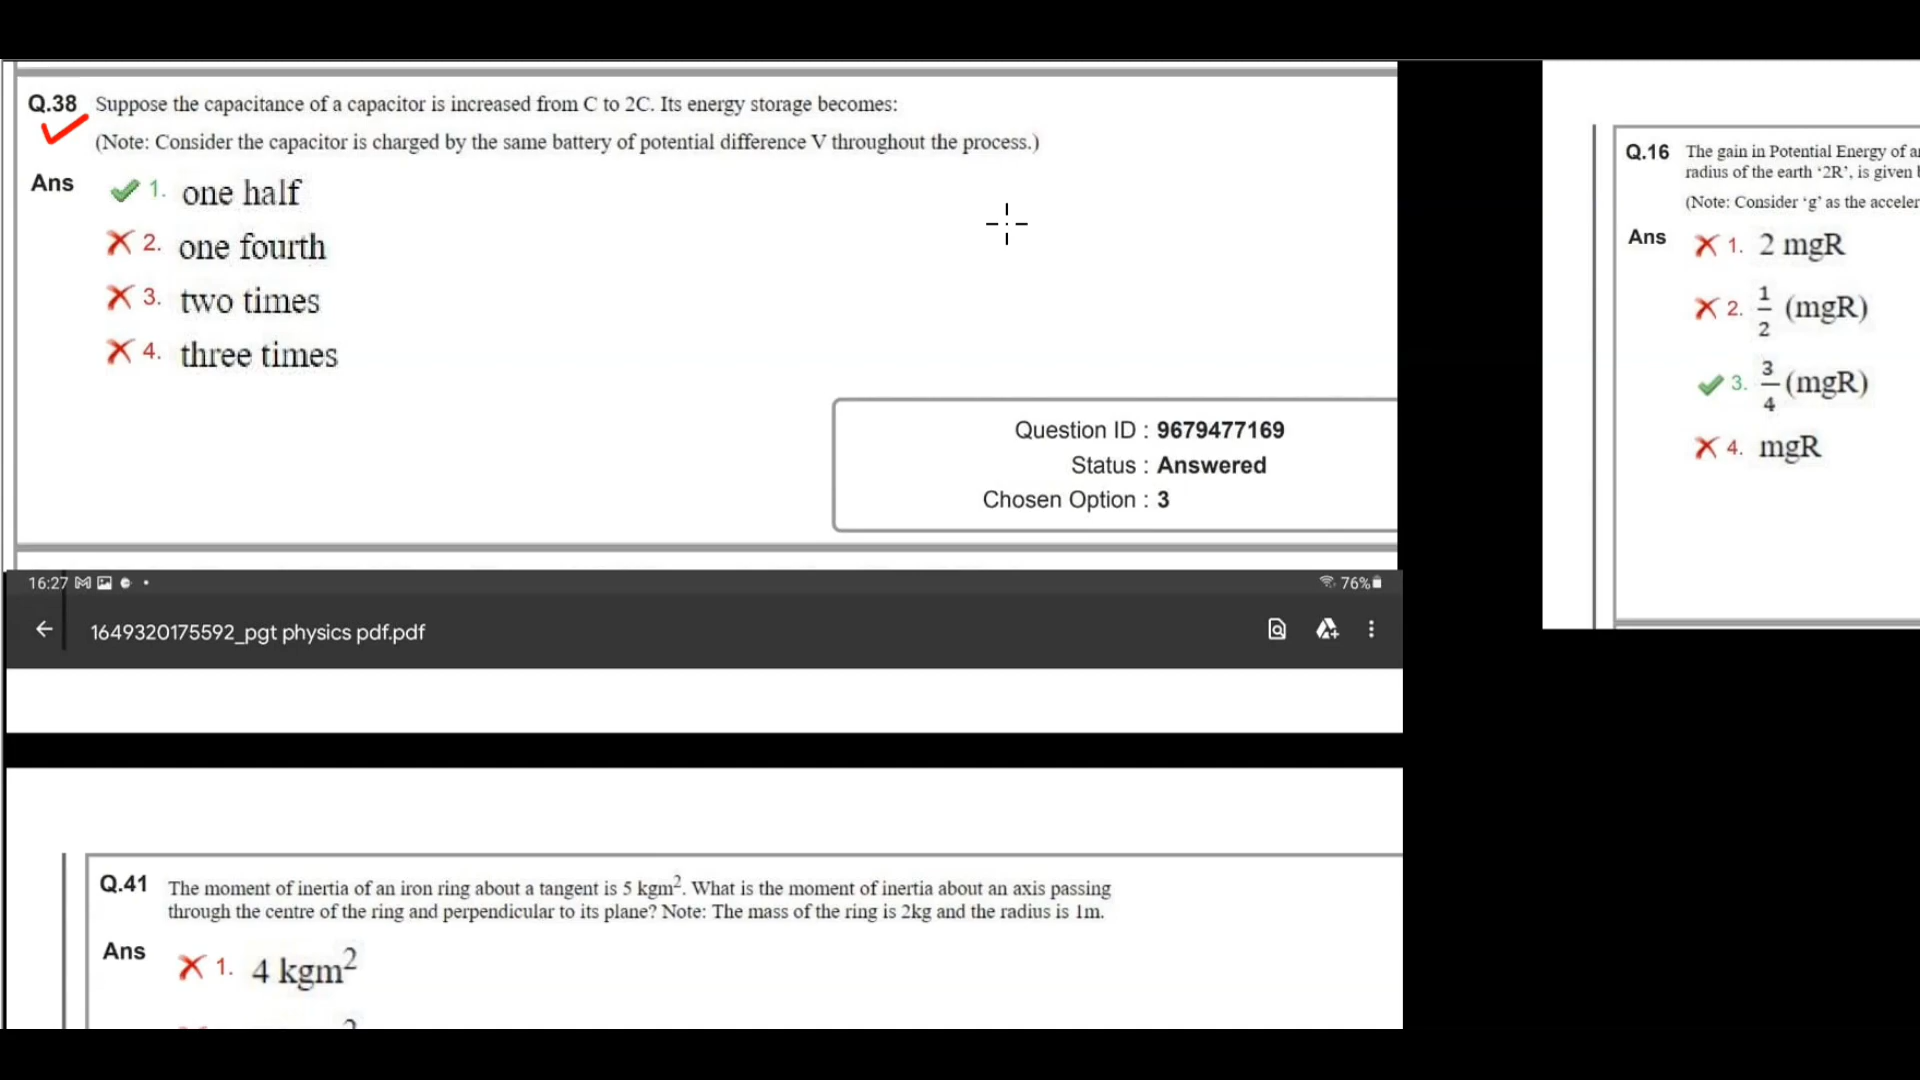 Q.38 Suppose the capacitance of a capacitor is increased from C to 2C. Its energy storage becomes:
(Note: Consider the capacitor is charged by the same battery of potential difference V throughout the process.)
Ans 1. one half
2. one fourth
3. two times
4. three times
Question ID : 9679477169
Status : Answered
Chosen Option : 3
16:27 76%
1649320175592_pgt physics pdf.pdf
Q.41 The moment of inertia of an iron ring about a tangent is 5 kgm². What is the moment of inertia about an axis passing
through the centre of the ring and perpendicular to its plane? Note: The mass of the ring is 2kg and the radius is 1m.
Ans 1. 4 kgm²
Q.16 The gain in Potential Energy of
radius of the earth ‘2R’, is given
(Note: Consider ‘g’ as the
Ans 1. 2 mgR
2. 1/2 (mgR)
3. 3/4 (mgR)
4. mgR